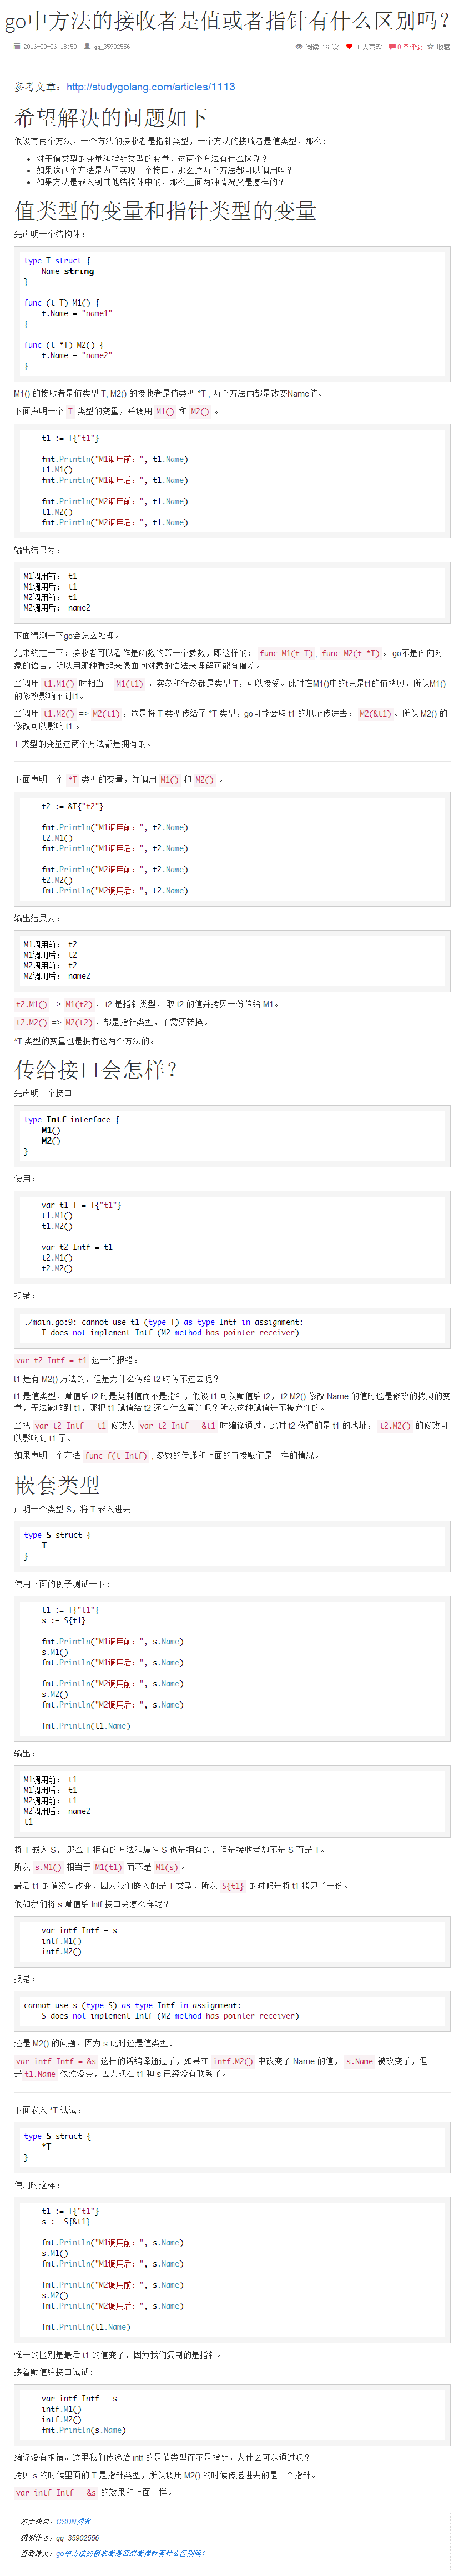 go中方法的接收者是值或者指针有什么区别吗？
2016-09-06 18:50 qq_35902556 阅读 16 次 0 人喜欢 0 条评论 收藏
参考文章：http://studygolang.com/articles/1113
希望解决的问题如下
假设有两个方法，一个方法的接收者是指针类型，一个方法的接收者是值类型，那么：
对于值类型的变量和指针类型的变量，这两个方法有什么区别？
如果这两个方法是为了实现一个接口，那么这两个方法都可以调用吗？
如果方法是嵌入到其他结构体中的，那么上面两种情况又是怎样的？
值类型的变量和指针类型的变量
先声明一个结构体：
type T struct {
    Name string
}
func (t T) M1() {
    t.Name = "name1"
}
func (t *T) M2() {
    t.Name = "name2"
}
M1() 的接收者是值类型 T, M2() 的接收者是值类型 *T , 两个方法内都是改变Name值。
下面声明一个 T 类型的变量，并调用 M1() 和 M2() 。
t1 := T{"t1"}
fmt.Println("M1调用前：", t1.Name)
t1.M1()
fmt.Println("M1调用后：", t1.Name)
fmt.Println("M2调用前：", t1.Name)
t1.M2()
fmt.Println("M2调用后：", t1.Name)
输出结果为：
M1调用前： t1
M1调用后： t1
M2调用前： t1
M2调用后： name2
下面猜测一下go会怎么处理。
先来约定一下：接收者可以看作是函数的第一个参数，即这样的： func M1(t T) , func M2(t *T) 。 go不是面向对
象的语言，所以用那种看起来像面向对象的语法来理解可能有偏差。
当调用 t1.M1() 时相当于 M1(t1) ，实参和行参都是类型 T，可以接受。此时在M1()中的t只是t1的值拷贝，所以M1()
的修改影响不到t1。
当调用 t1.M2() => M2(t1) ，这是将 T 类型传给了 *T 类型，go可能会取 t1 的地址传进去： M2(&t1) 。所以 M2() 的
修改可以影响 t1 。
T 类型的变量这两个方法都是拥有的。
下面声明一个 *T 类型的变量，并调用 M1() 和 M2() 。
t2 := &T{"t2"}
fmt.Println("M1调用前：", t2.Name)
t2.M1()
fmt.Println("M1调用后：", t2.Name)
fmt.Println("M2调用前：", t2.Name)
t2.M2()
fmt.Println("M2调用后：", t2.Name)
输出结果为：
M1调用前： t2
M1调用后： t2
M2调用前： t2
M2调用后： name2
t2.M1() => M1(t2) ， t2 是指针类型， 取 t2 的值并拷贝一份传给 M1。
t2.M2() => M2(t2) ，都是指针类型，不需要转换。
*T 类型的变量也是拥有这两个方法的。
传给接口会怎样？
先声明一个接口
type Intf interface {
    M1()
    M2()
}
使用：
var t1 T = T{"t1"}
t1.M1()
t1.M2()
var t2 Intf = t1
t2.M1()
t2.M2()
报错：
./main.go:9: cannot use t1 (type T) as type Intf in assignment:
    T does not implement Intf (M2 method has pointer receiver)
var t2 Intf = t1 这一行报错。
t1 是有 M2() 方法的，但是为什么传给 t2 时传不过去呢？
t1 是值类型，赋值给 t2 时是复制值而不是指针，假设 t1 可以赋值给 t2， t2.M2() 修改 Name 的值时也是修改的拷贝的变
量，无法影响到 t1，那把 t1 赋值给 t2 还有什么意义呢？所以这种赋值是不被允许的。
当把 var t2 Intf = t1 修改为 var t2 Intf = &t1 时编译通过，此时 t2 获得的是 t1 的地址， t2.M2() 的修改可
以影响到 t1 了。
如果声明一个方法 func f(t Intf) , 参数的传递和上面的直接赋值是一样的情况。
嵌套类型
声明一个类型 S，将 T 嵌入进去
type S struct {
    T
}
使用下面的例子测试一下：
t1 := T{"t1"}
s := S{t1}
fmt.Println("M1调用前：", s.Name)
s.M1()
fmt.Println("M1调用后：", s.Name)
fmt.Println("M2调用前：", s.Name)
s.M2()
fmt.Println("M2调用后：", s.Name)
fmt.Println(t1.Name)
输出：
M1调用前： t1
M1调用后： t1
M2调用前： t1
M2调用后： name2
t1
将 T 嵌入 S， 那么 T 拥有的方法和属性 S 也是拥有的，但是接收者却不是 S 而是 T。
所以 s.M1() 相当于 M1(t1) 而不是 M1(s) 。
最后 t1 的值没有改变，因为我们嵌入的是 T 类型，所以 S{t1} 的时候是将 t1 拷贝了一份。
假如我们将 s 赋值给 Intf 接口会怎么样呢？
var intf Intf = s
intf.M1()
intf.M2()
报错：
cannot use s (type S) as type Intf in assignment:
    S does not implement Intf (M2 method has pointer receiver)
还是 M2() 的问题，因为 s 此时还是值类型。
var intf Intf = &s 这样的话编译通过了，如果在 intf.M2() 中改变了 Name 的值， s.Name 被改变了，但
是 t1.Name 依然没变，因为现在 t1 和 s 已经没有联系了。
下面嵌入 *T 试试：
type S struct {
    *T
}
使用时这样：
t1 := T{"t1"}
s := S{&t1}
fmt.Println("M1调用前：", s.Name)
s.M1()
fmt.Println("M1调用后：", s.Name)
fmt.Println("M2调用前：", s.Name)
s.M2()
fmt.Println("M2调用后：", s.Name)
fmt.Println(t1.Name)
惟一的区别是最后 t1 的值变了，因为我们复制的是指针。
接着赋值给接口试试：
var intf Intf = s
intf.M1()
intf.M2()
fmt.Println(s.Name)
编译没有报错。这里我们传递给 intf 的是值类型而不是指针，为什么可以通过呢？
拷贝 s 的时候里面的 T 是指针类型，所以调用 M2() 的时候传递进去的是一个指针。
var intf Intf = &s 的效果和上面一样。
本文来自：CSDN博客
感谢作者：qq_35902556
查看原文：go中方法的接收者是值或者指针有什么区别吗？